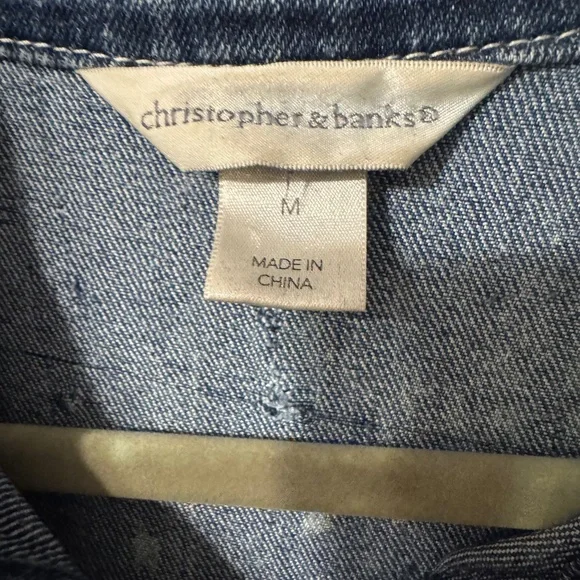 christopher & banks®
M
MADE IN
CHINA